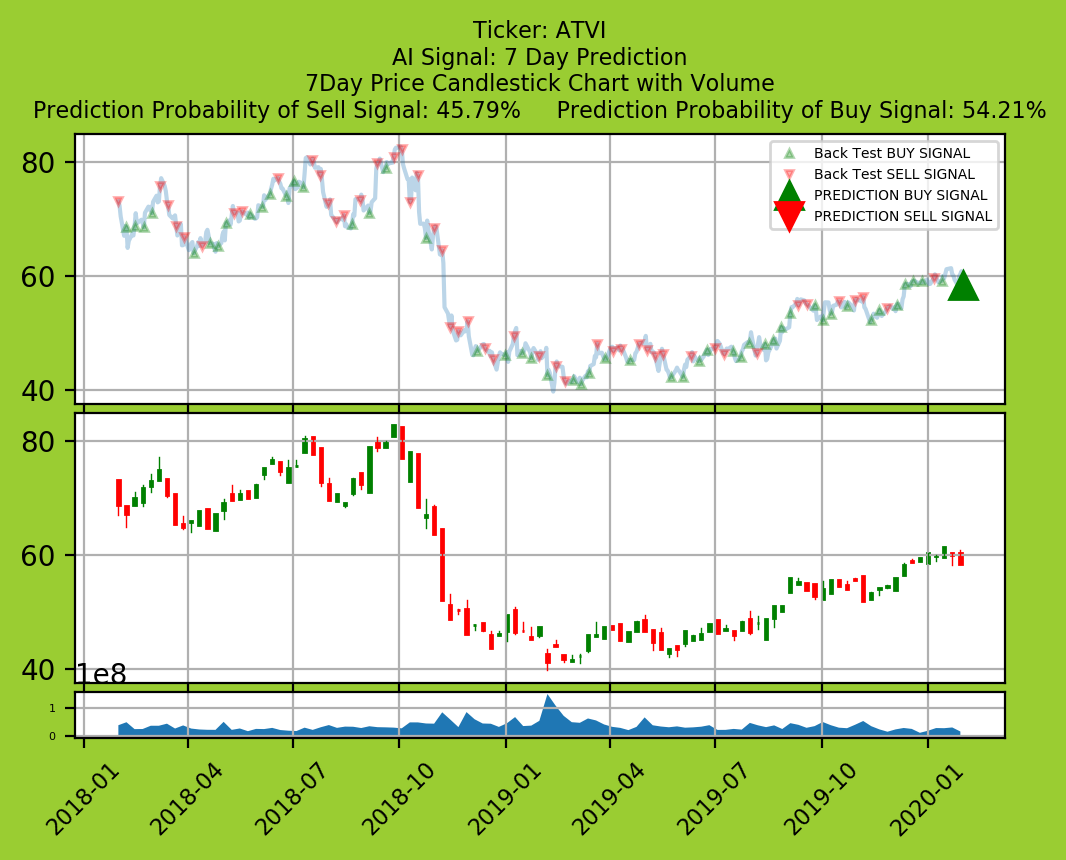 Ticker: ATVI
AI Signal: 7 Day Prediction
7Day Price Candlestick Chart with Volume
Prediction Probability of Sell Signal: 45.79% Prediction Probability of Buy Signal: 54.21%
80
60
40
Back Test BUY SIGNAL
Back Test SELL SIGNAL
PREDICTION BUY SIGNAL
PREDICTION SELL SIGNAL
80
60
40
1e8
1
0
2018-01
2018-04
2018-07
2018-10
2019-01
2019-04
2019-07
2019-10
2020-01